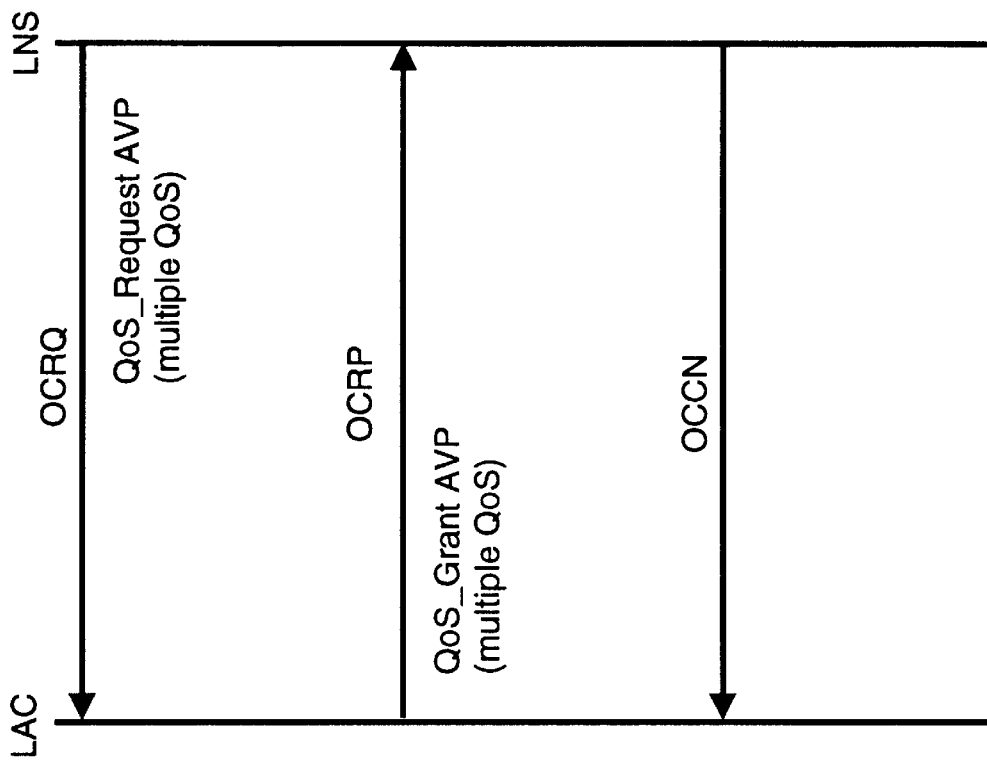 LAC
LNS
OCRQ
QoS_Request AVP
(multiple QoS)
OCRP
QoS_Grant AVP
(multiple QoS)
OCCN